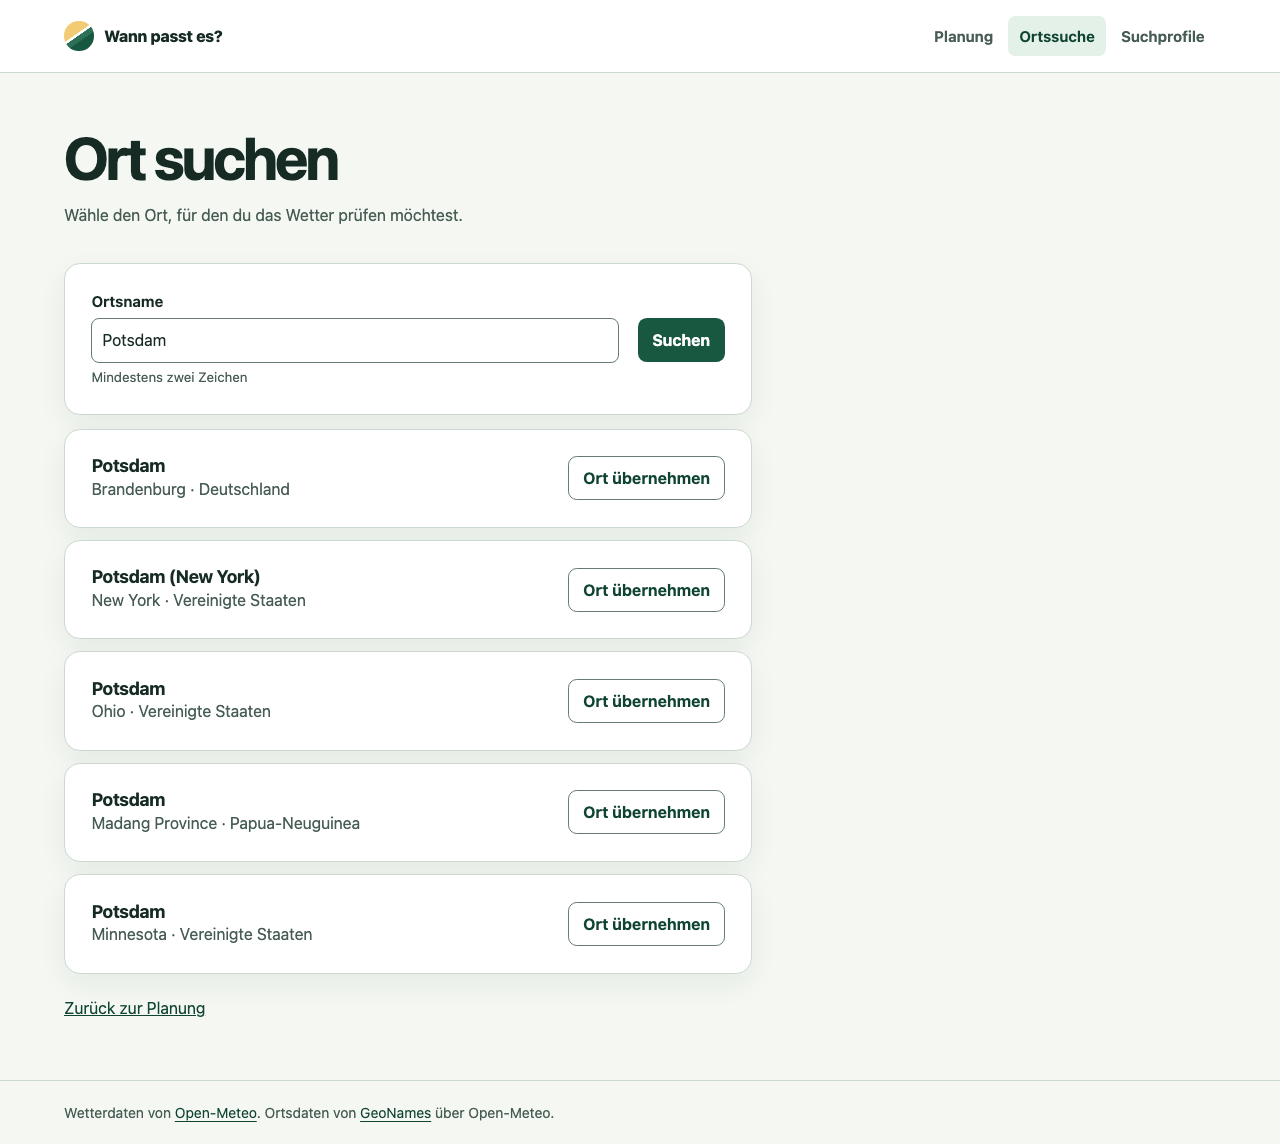 Wann passt es?
Planung
Ortssuche
Suchprofile
Ort suchen
Wähle den Ort, für den du das Wetter prüfen möchtest.
Ortsname
Potsdam
Suchen
Mindestens zwei Zeichen
Potsdam
Brandenburg · Deutschland
Ort übernehmen
Potsdam (New York)
New York · Vereinigte Staaten
Ort übernehmen
Potsdam
Ohio · Vereinigte Staaten
Ort übernehmen
Potsdam
Madang Province · Papua-Neuguinea
Ort übernehmen
Potsdam
Minnesota · Vereinigte Staaten
Ort übernehmen
Zurück zur Planung
Wetterdaten von Open-Meteo. Ortsdaten von GeoNames über Open-Meteo.